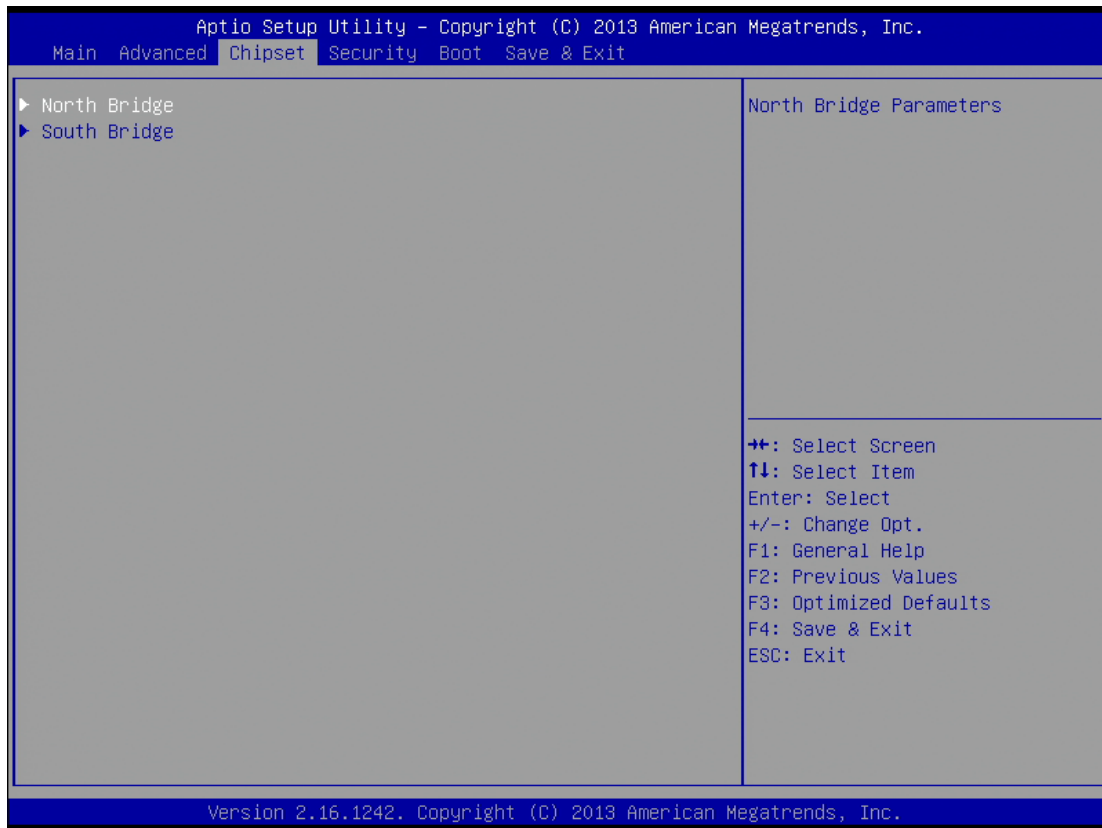 Aptio Setup Utility – Copyright (C) 2013 American Megatrends, Inc.
Main Advanced Chipset Security Boot Save & Exit
▶ North Bridge
▶ South Bridge
North Bridge Parameters
→←: Select Screen
↑↓: Select Item
Enter: Select
+/-: Change Opt.
F1: General Help
F2: Previous Values
F3: Optimized Defaults
F4: Save & Exit
ESC: Exit
Version 2.16.1242. Copyright (C) 2013 American Megatrends, Inc.